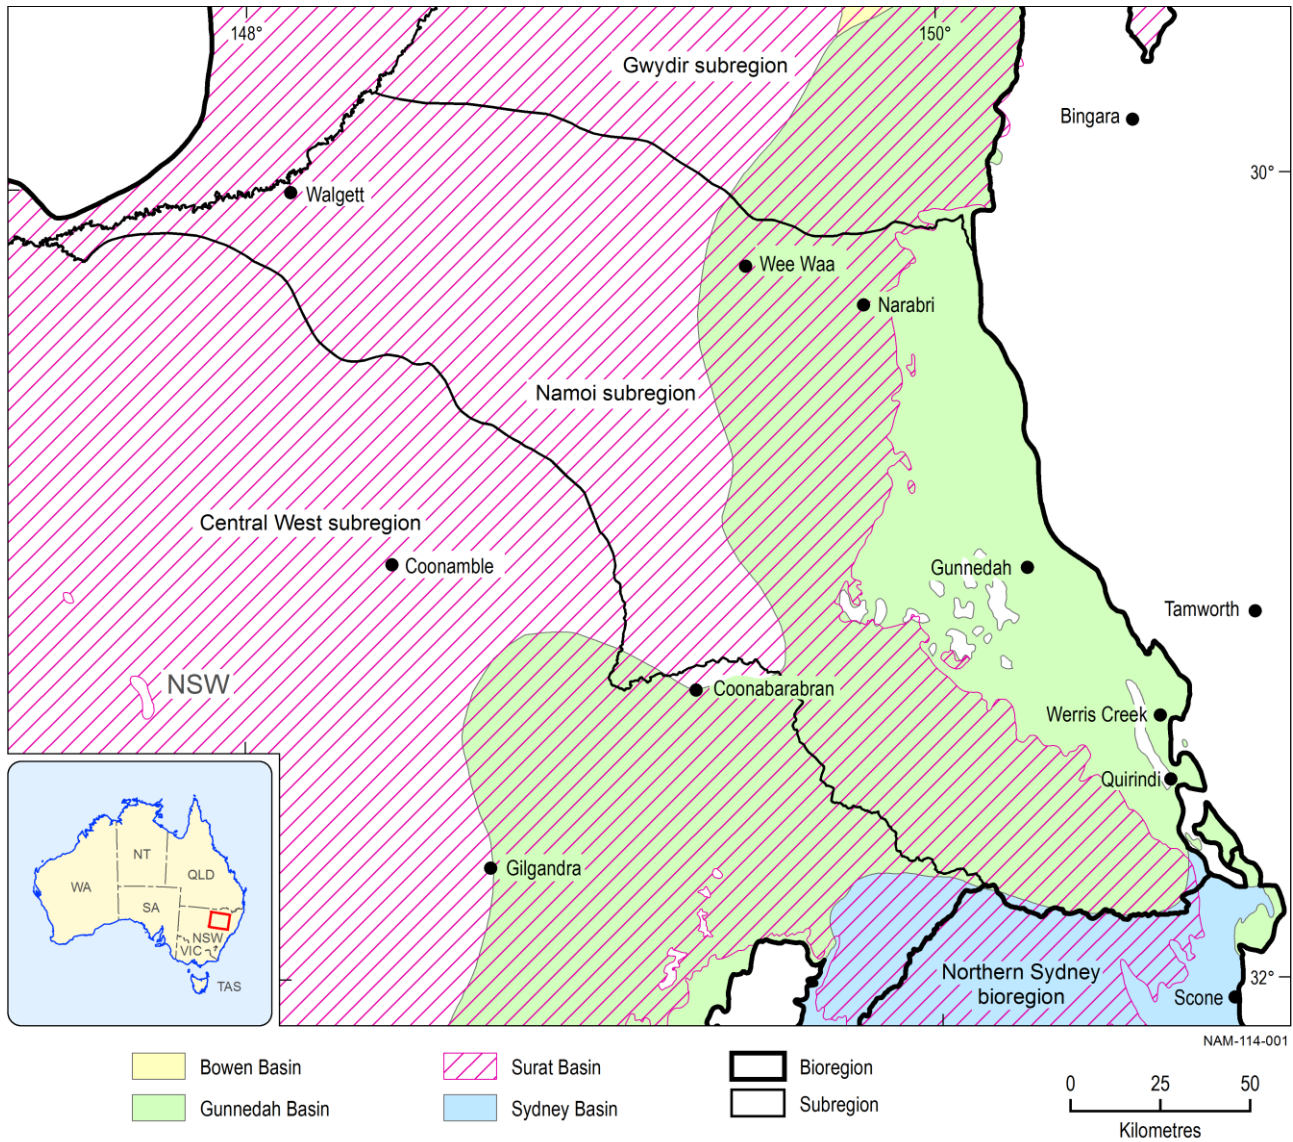 148°
150°
Gwydir subregion
Bingara
30°
Walgett
Wee Waa
Narabri
Namoi subregion
Central West subregion
Coonamble
Gunnedah
Tamworth
NSW
Coonabarabran
Werris Creek
Quirindi
Gilgandra
Northern Sydney
bioregion
32°
Scone
NT
WA
QLD
SA
NSW
VIC
TAS
NAM-114-001
Bowen Basin
Surat Basin
Bioregion
Gunnedah Basin
Sydney Basin
Subregion
0 25 50
Kilometres